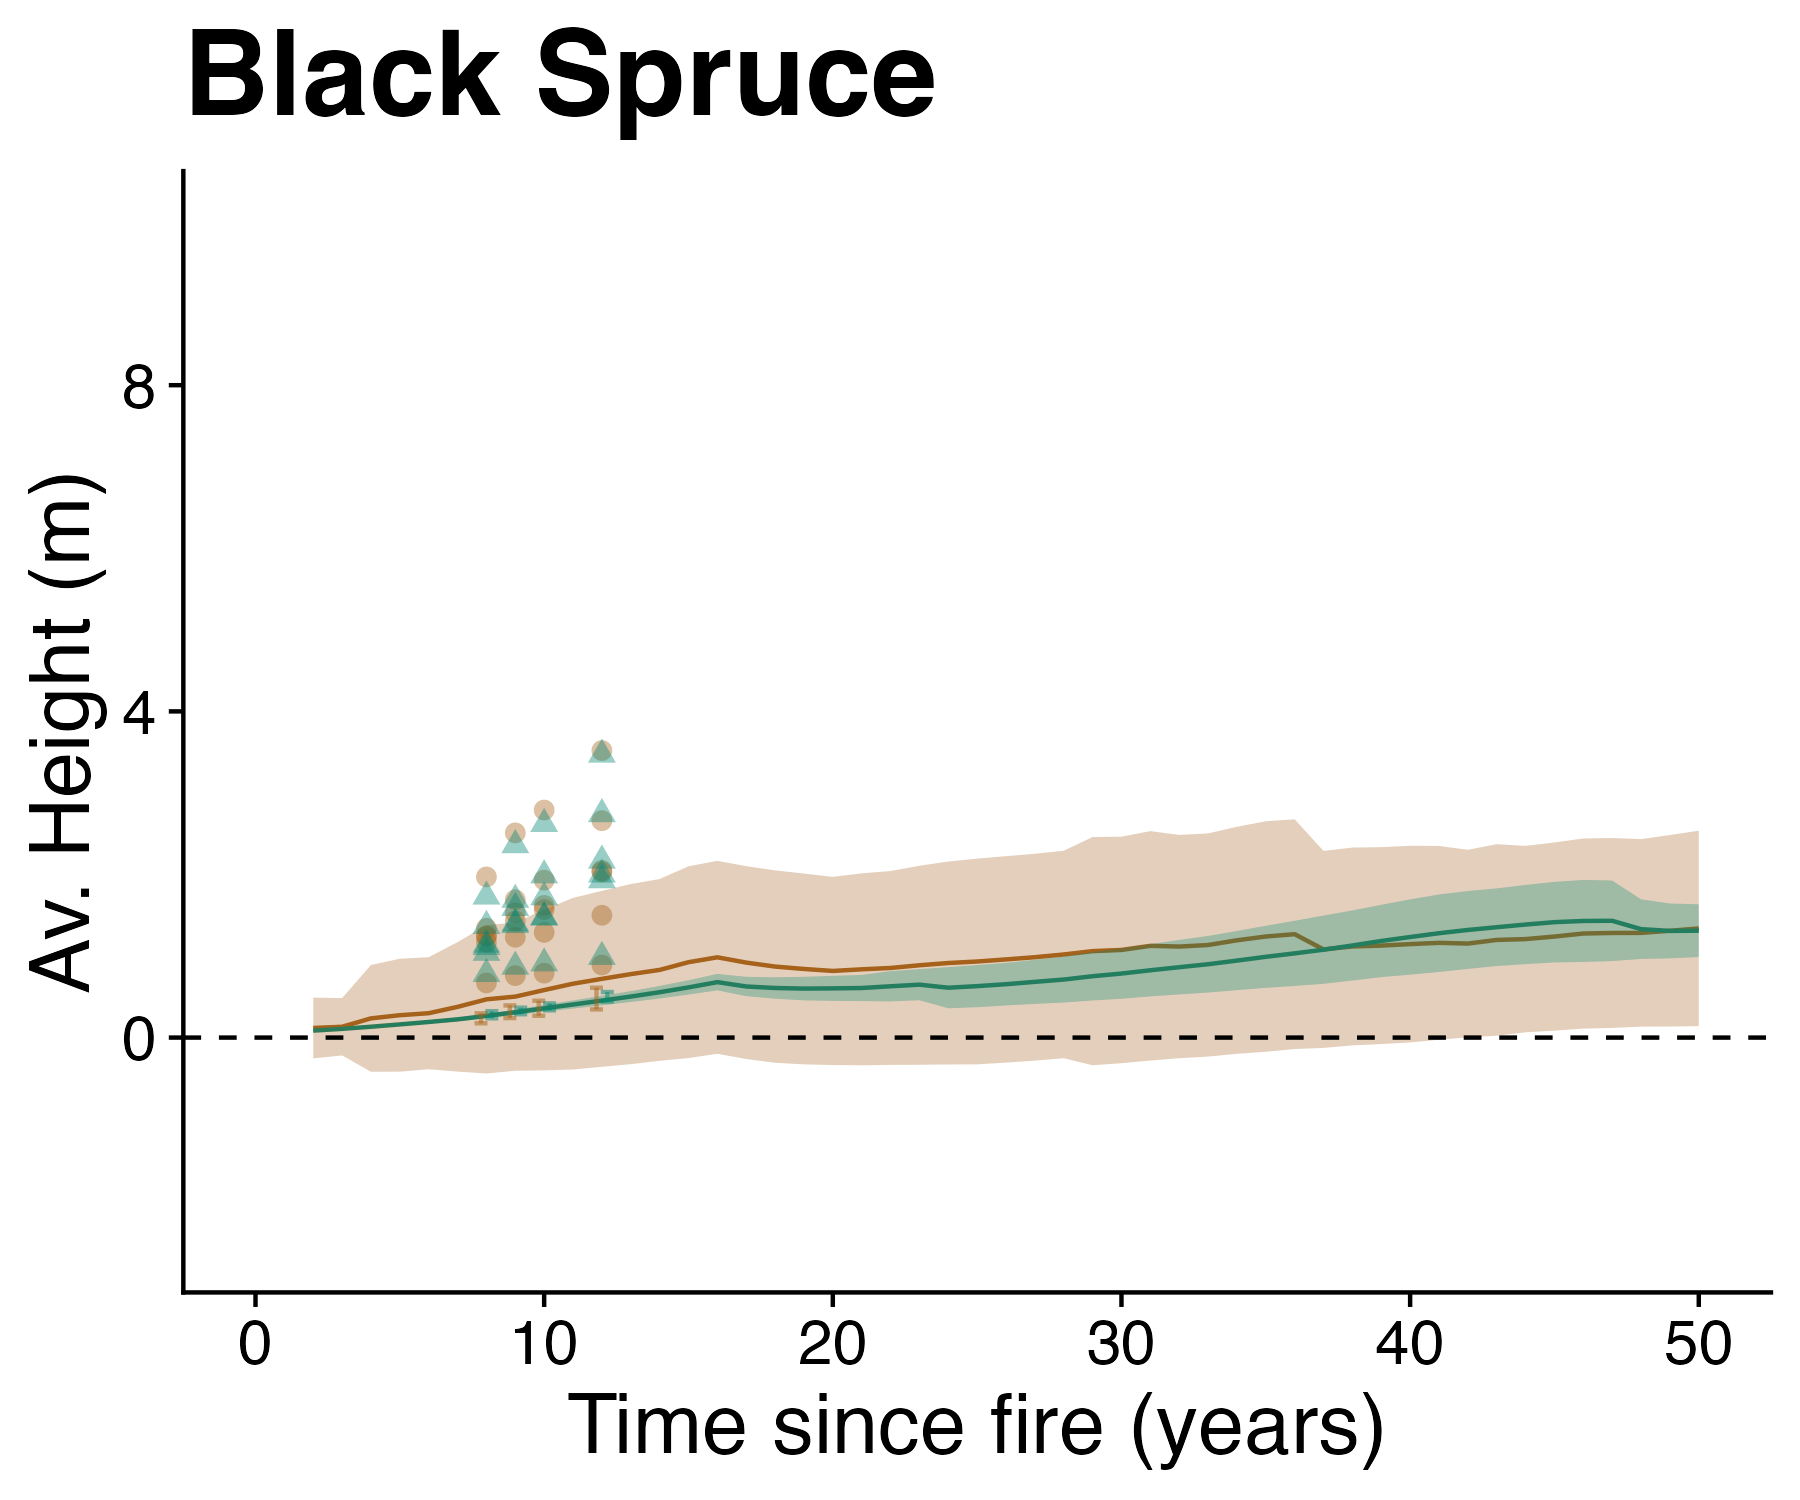 Black Spruce
Av. Height (m)
8
4
0
0 10 20 30 40 50
Time since fire (years)